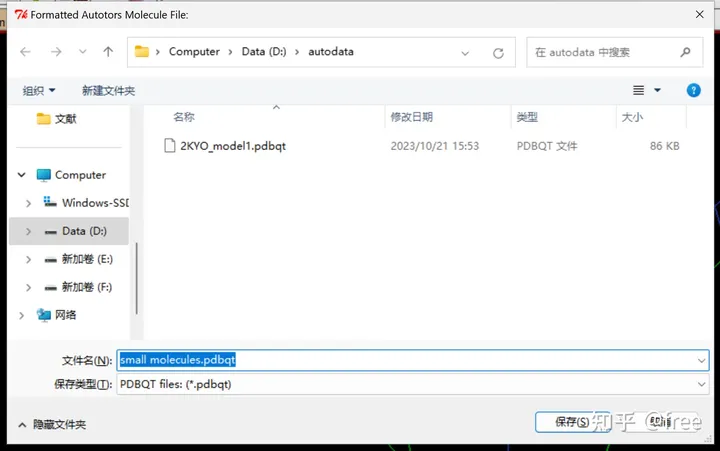 Formatted Autotors Molecule File:
Computer
Data (D:)
autodata
在 autodata 中搜索
组织
新建文件夹
文献
名称
修改日期
类型
大小
2KYO_model1.pdbqt
2023/10/21 15:53
PDBQT 文件
86 KB
Computer
Windows-SSD
Data (D:)
新加卷 (E:)
新加卷 (F:)
网络
文件名(N):
small molecules.pdbqt
保存类型(T):
PDBQT files: (*.pdbqt)
隐藏文件夹
保存(S)
取消
知乎 @free